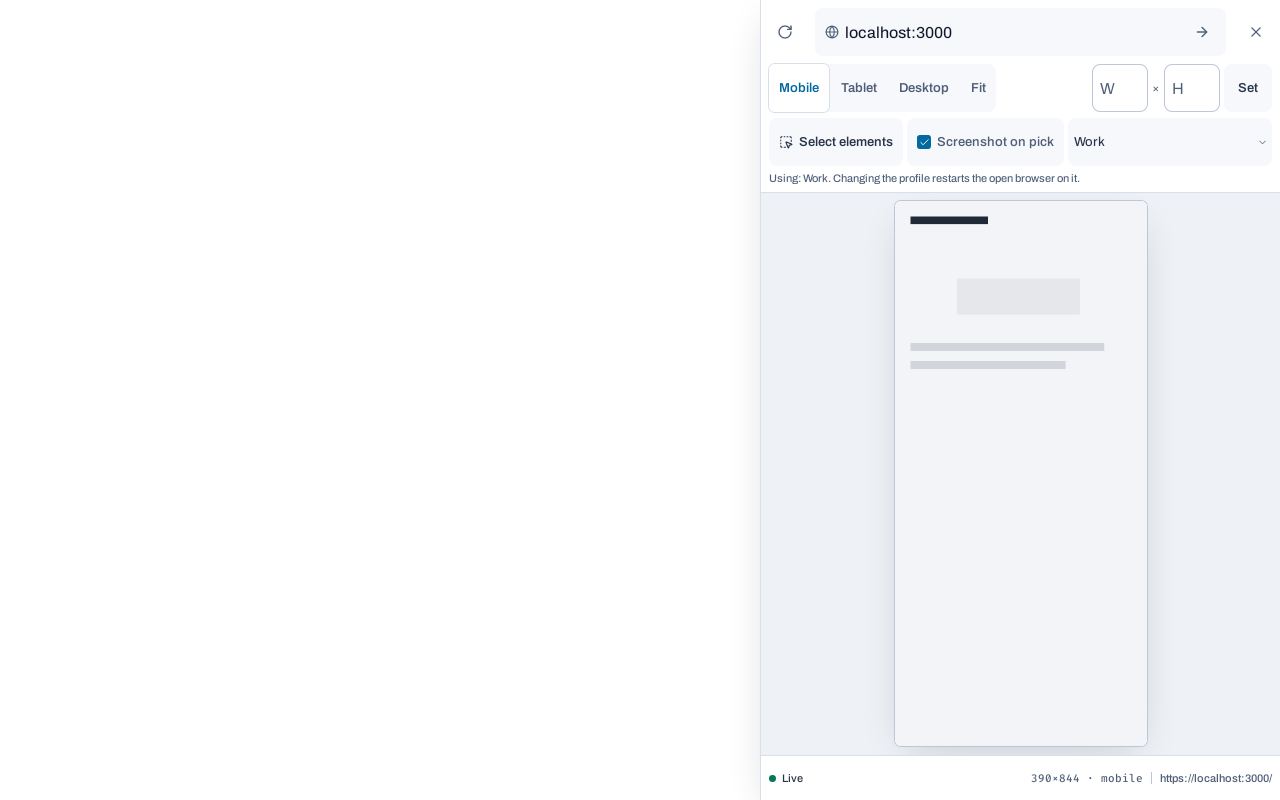 localhost:3000
Mobile Tablet Desktop Fit W × H Set
Select elements Screenshot on pick Work
Using: Work. Changing the profile restarts the open browser on it.
Live 390×844 · mobile https://localhost:3000/